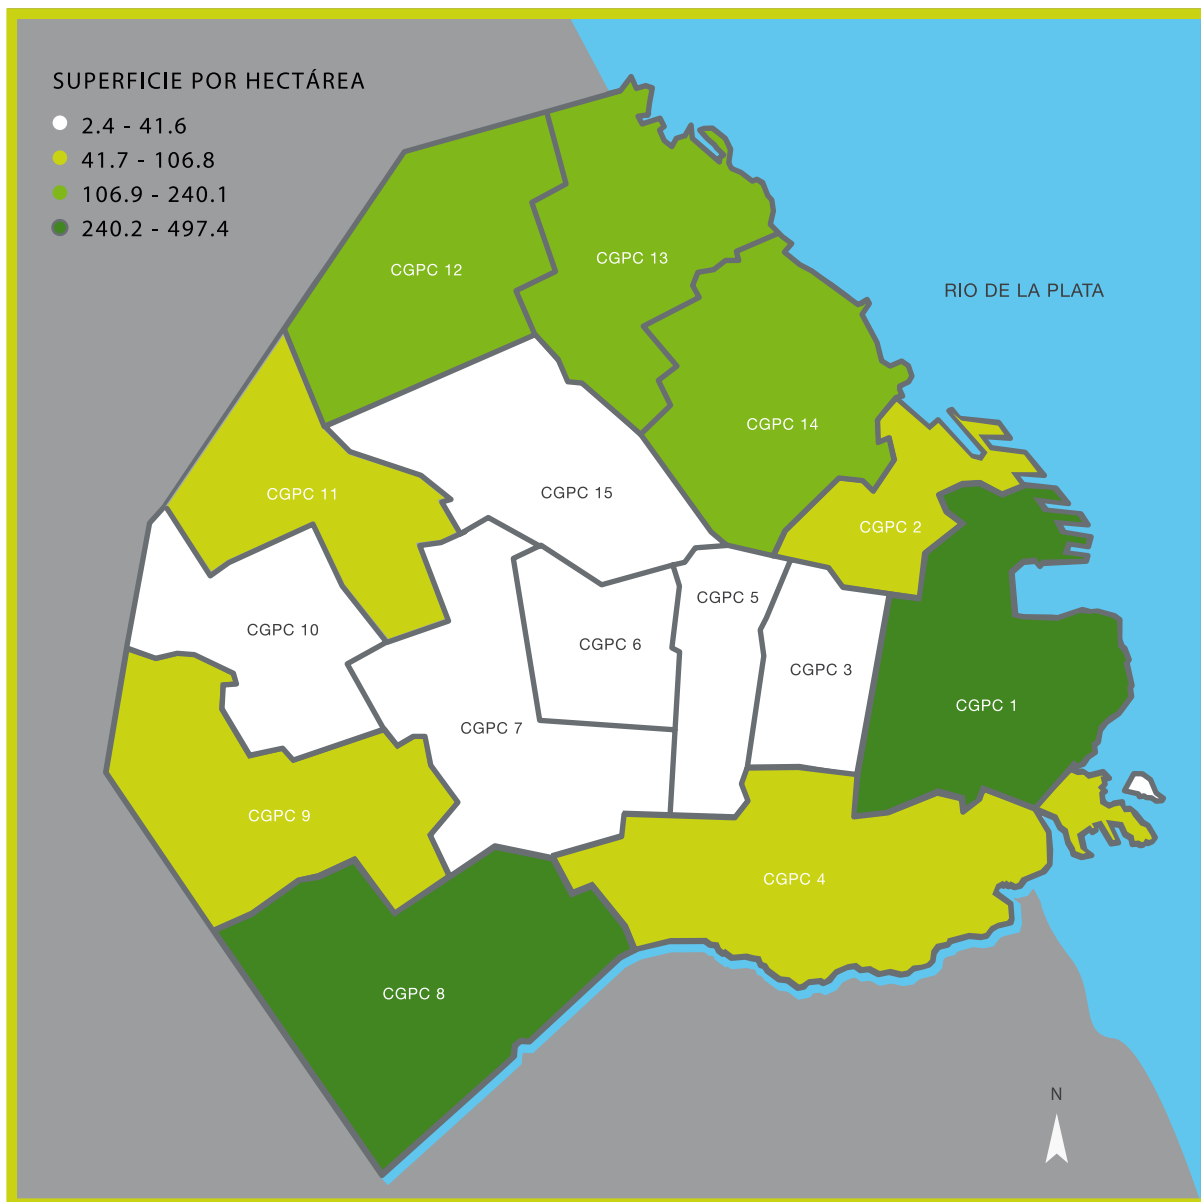 SUPERFICIE POR HECTÁREA
2.4 - 41.6
41.7 - 106.8
106.9 - 240.1
240.2 - 497.4
CGPC 12
CGPC 13
RIO DE LA PLATA
CGPC 14
CGPC 11
CGPC 15
CGPC 2
CGPC 5
CGPC 10
CGPC 6
CGPC 3
CGPC 1
CGPC 7
CGPC 9
CGPC 4
CGPC 8
N